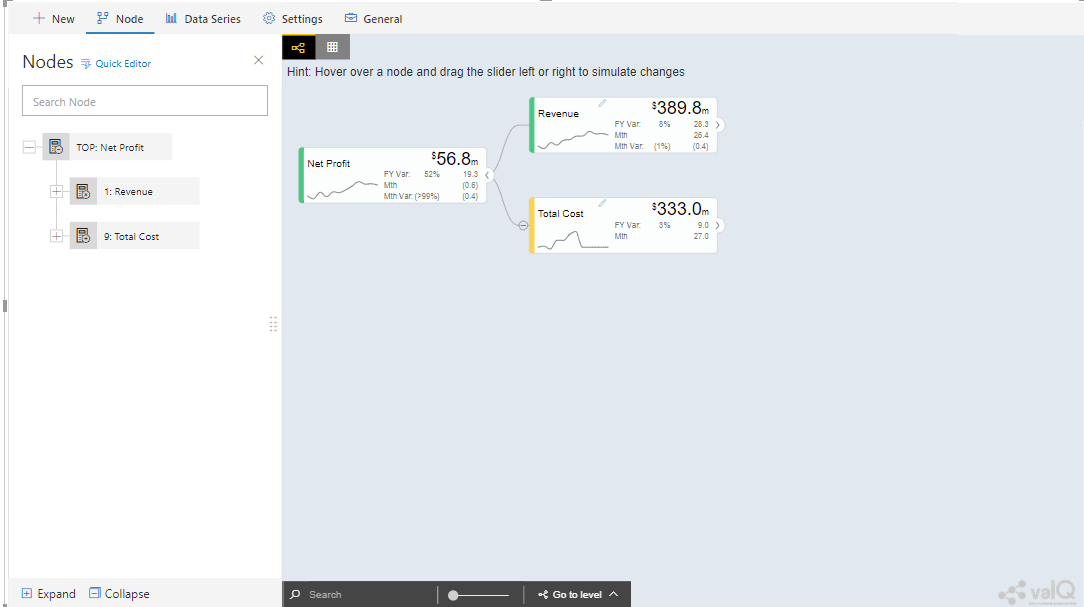 New
Node
Data Series
Settings
General
Nodes
Quick Editor
Search Node
TOP: Net Profit
1: Revenue
9: Total Cost
Expand
Collapse
Hint: Hover over a node and drag the slider left or right to simulate changes
Net Profit
$56.8m
FY Var: 52% 19.3
Mth (0.6)
Mth Var: (>99%) (0.4)
Revenue
$389.8m
FY Var: 8% 28.3
Mth 26.4
Mth Var: (1%) (0.4)
Total Cost
$333.0m
FY Var: 3% 9.0
Mth 27.0
Search
Go to level
valQ